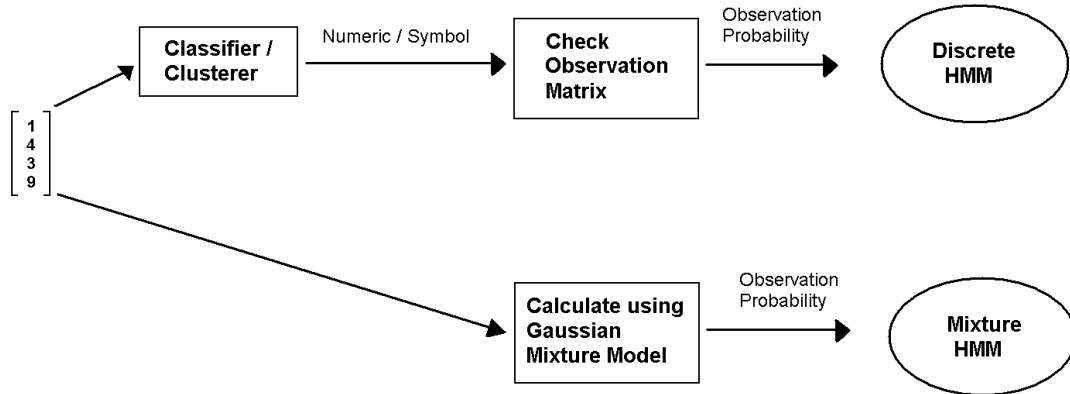 Classifier /
Clusterer
Numeric / Symbol
Check
Observation
Matrix
Observation
Probability
Discrete
HMM
1
4
3
9
Calculate using
Gaussian
Mixture Model
Observation
Probability
Mixture
HMM